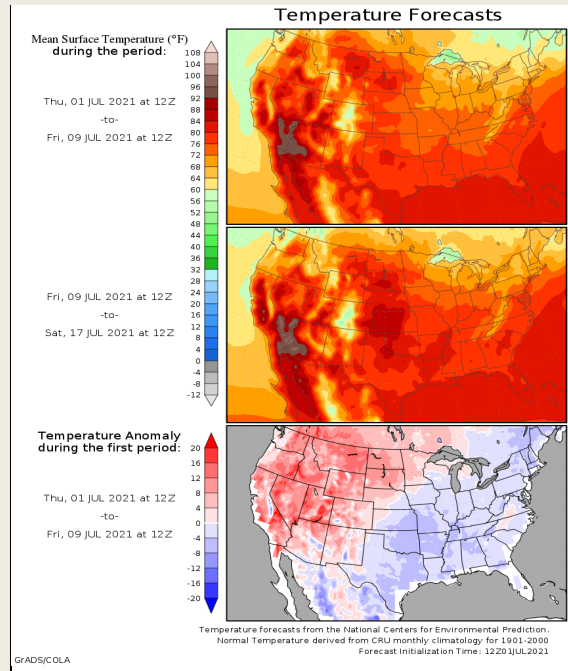 Temperature Forecasts
Mean Surface Temperature (°F)
during the period:
Thu, 01 JUL 2021 at 12Z
-to-
Fri, 09 JUL 2021 at 12Z
108
104
100
96
92
88
84
80
76
72
68
64
60
56
52
48
44
40
36
32
28
24
20
16
12
8
4
0
-4
-8
-12
Fri, 09 JUL 2021 at 12Z
-to-
Sat, 17 JUL 2021 at 12Z
Temperature Anomaly
during the first period:
Thu, 01 JUL 2021 at 12Z
-to-
Fri, 09 JUL 2021 at 12Z
20
16
12
8
4
0
-4
-8
-12
-16
-20
Temperature forecasts from the National Centers for Environmental Prediction.
Normal Temperature derived from CRU monthly climatology for 1901-2000
Forecast Initialization Time: 12Z01JUL2021
GrADS/COLA